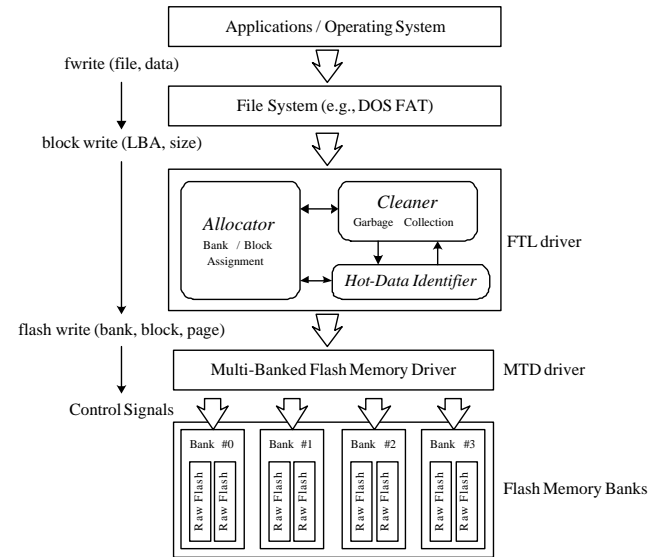 Applications / Operating System
fwrite (file, data)
File System (e.g., DOS FAT)
block write (LBA, size)
Allocator
Bank / Block
Assignment
Cleaner
Garbage Collection
Hot-Data Identifier
FTL driver
flash write (bank, block, page)
Multi-Banked Flash Memory Driver
MTD driver
Control Signals
Bank #0
Bank #1
Bank #2
Bank #3
Raw Flash
Raw Flash
Raw Flash
Raw Flash
Raw Flash
Raw Flash
Raw Flash
Raw Flash
Flash Memory Banks